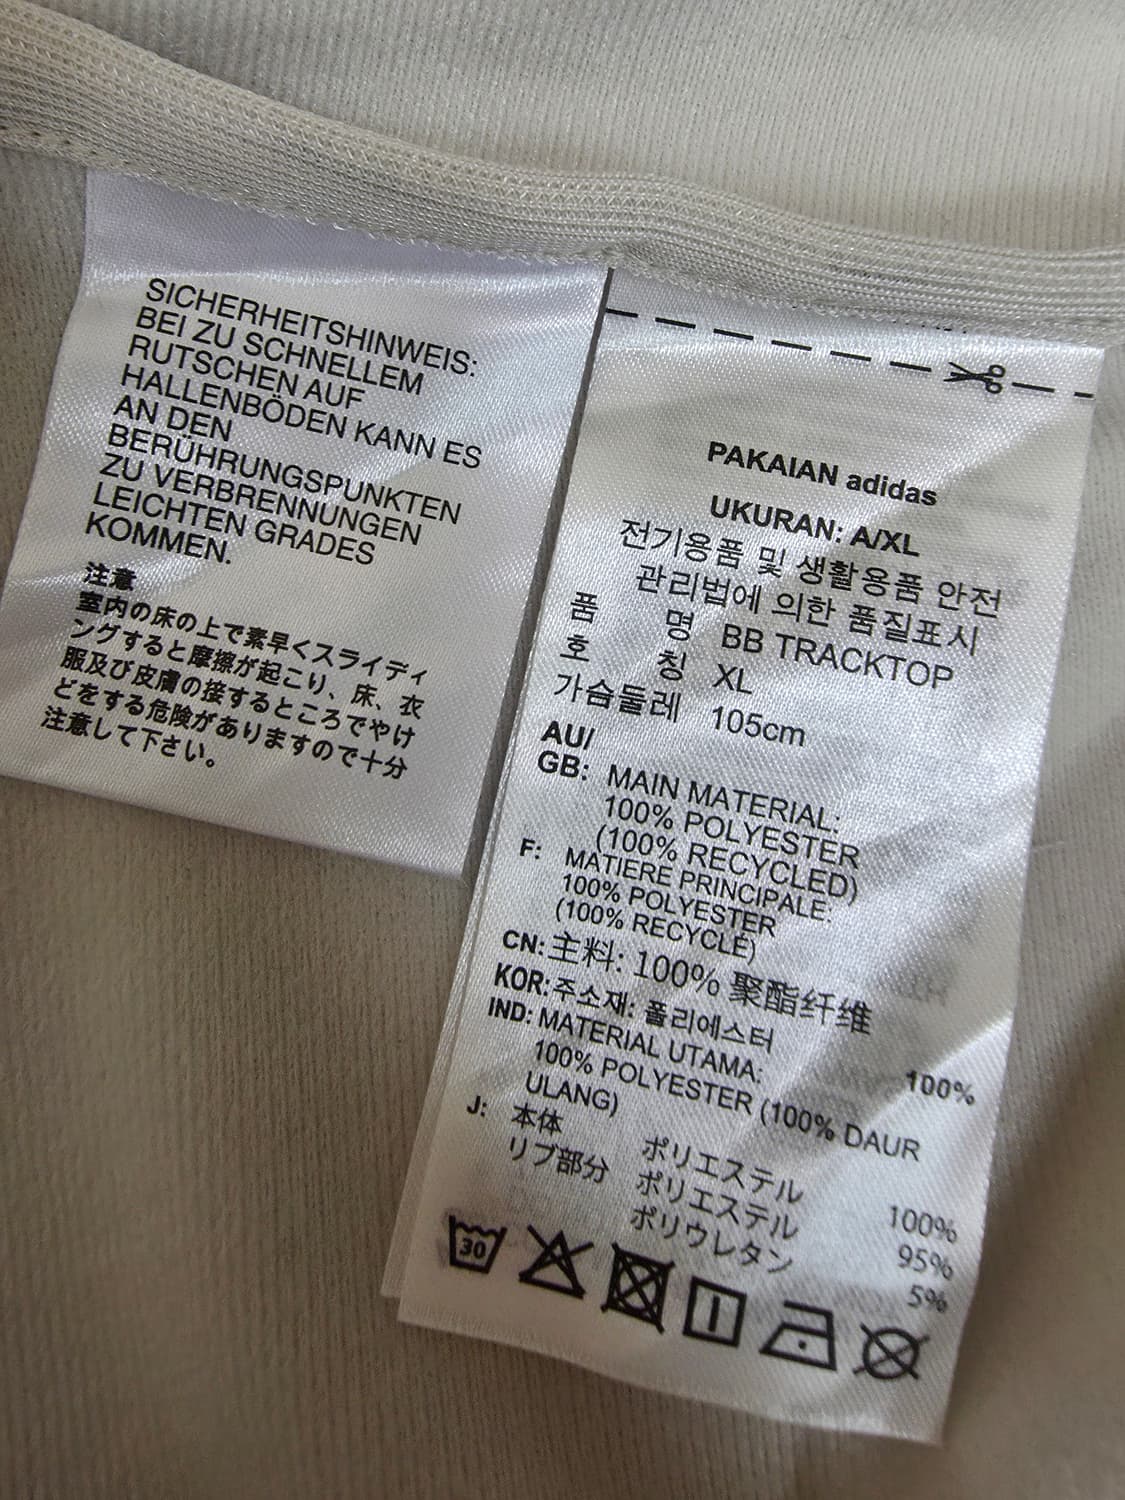 SICHERHEITSHINWEIS:
BEI ZU SCHNELLEM
RUTSCHEN AUF
HALLENBÖDEN KANN ES
AN DEN
BERÜHRUNGSPUNKTEN
ZU VERBRENNUNGEN
LEICHTEN GRADES
KOMMEN.
注意
室内の床の上で素早くスライディ
ングすると摩擦が起こり、床、衣
服及び皮膚の接するところでやけ
どをする危険がありますので十分
注意して下さい。
PAKAIAN adidas
UKURAN: A/XL
전기용품 및 생활용품 안전
관리법에 의한 품질표시
품 명 BB TRACKTOP
호 칭 XL
가슴둘레 105cm
AU/
GB: MAIN MATERIAL:
100% POLYESTER
(100% RECYCLED)
F: MATIERE PRINCIPALE:
100% POLYESTER
(100% RECYCLÉ)
CN: 主料: 100% 聚酯纤维
KOR: 주소재: 폴리에스터 100%
IND: MATERIAL UTAMA:
100% POLYESTER (100% DAUR
ULANG)
J: 本体 ポリエステル 100%
リブ部分 ポリエステル 95%
ポリウレタン 5%
30